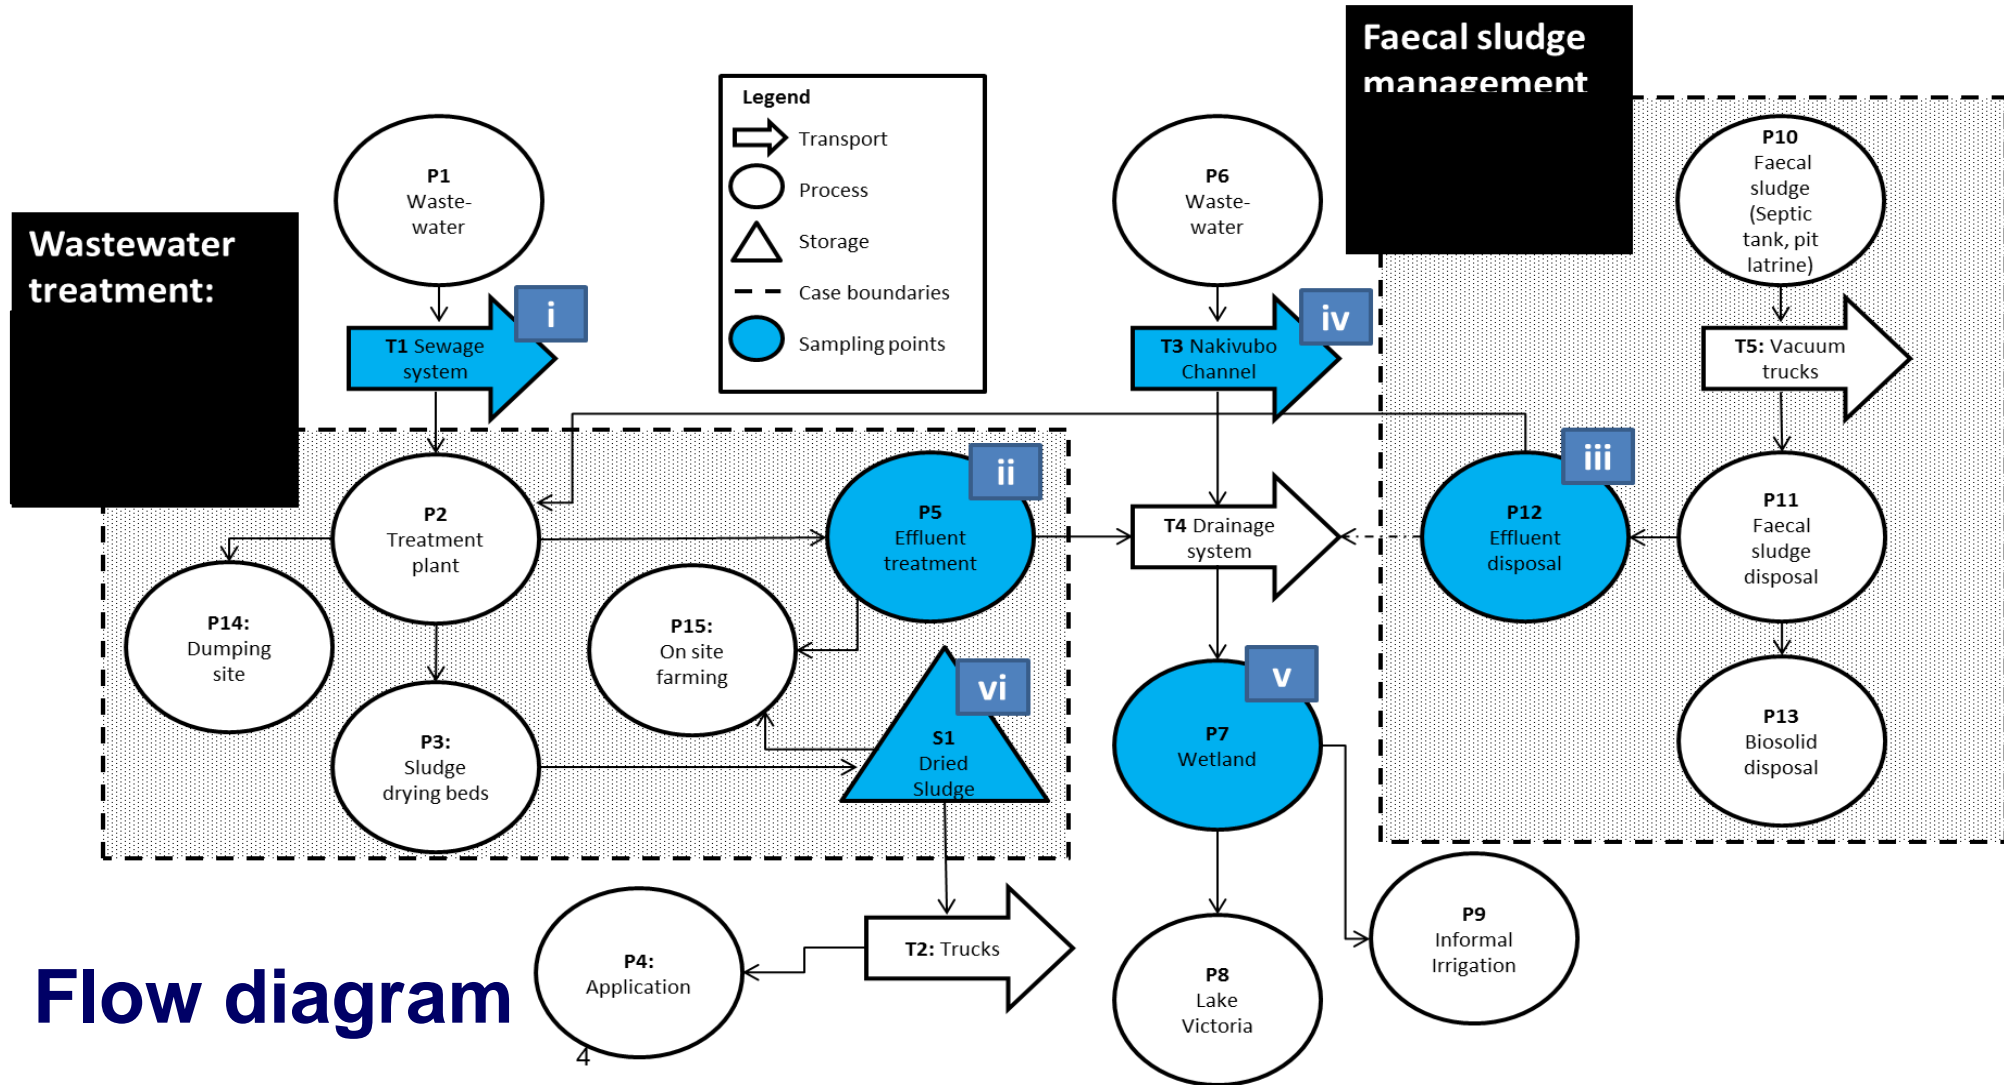 Faecal sludge
management
Legend
Transport
Process
Storage
Case boundaries
Sampling points
Wastewater
treatment:
P1
Waste-
water
i
T1 Sewage
system
P6
Waste-
water
iv
T3 Nakivubo
Channel
P10
Faecal
sludge
(Septic
tank, pit
latrine)
T5: Vacuum
trucks
P2
Treatment
plant
ii
P5
Effluent
treatment
T4 Drainage
system
iii
P12
Effluent
disposal
P11
Faecal
sludge
disposal
P14:
Dumping
site
P15:
On site
farming
vi
S1
Dried
Sludge
P3:
Sludge
drying beds
v
P7
Wetland
P13
Biosolid
disposal
P4:
Application
T2: Trucks
P8
Lake
Victoria
P9
Informal
Irrigation
Flow diagram
4